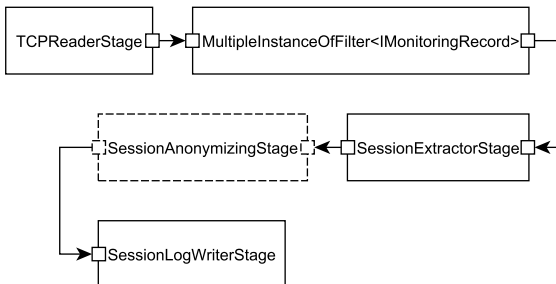 TCPReaderStage
MultipleInstanceOfFilter<IMonitoringRecord>
SessionAnonymizingStage
SessionExtractorStage
SessionLogWriterStage